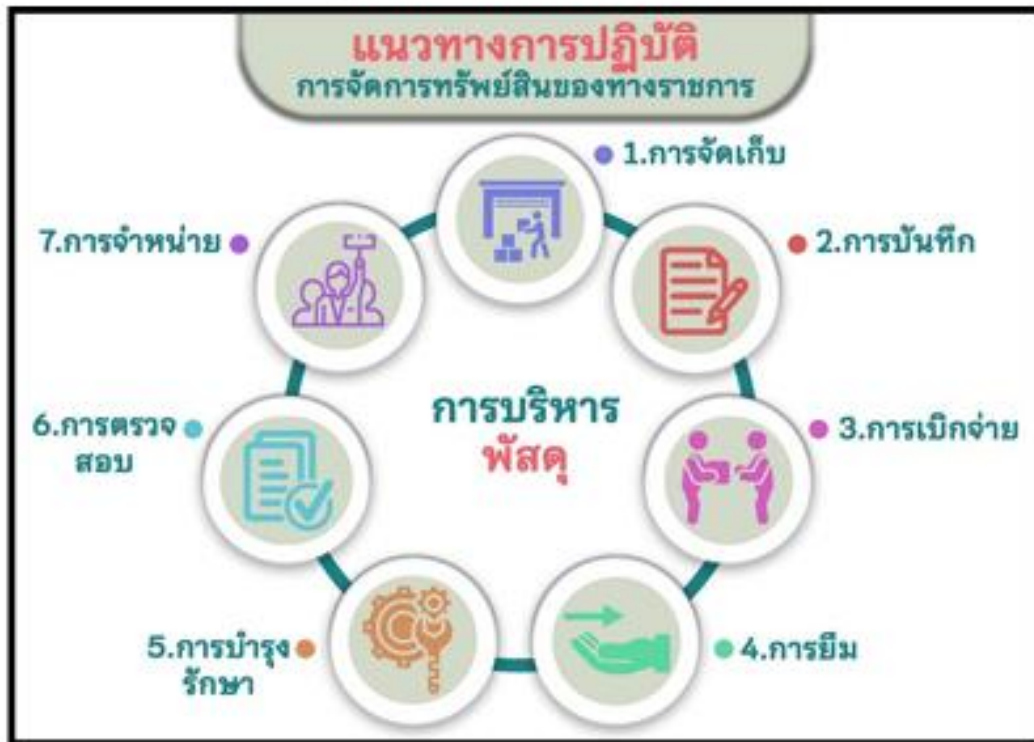 แนวทางการปฏิบัติ
การจัดการทรัพย์สินของทางราชการ
1.การจัดเก็บ
2.การบันทึก
3.การเบิกจ่าย
4.การยืม
5.การบำรุง
รักษา
6.การตรวจ
สอบ
7.การจำหน่าย
การบริหาร
พัสดุ